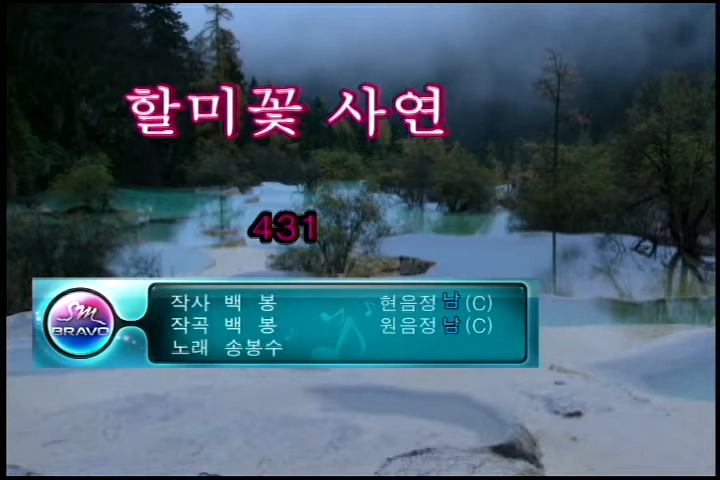 할미꽃 사연
431
작사 백 봉 현음정 남(C)
작곡 백 봉 원음정 남(C)
노래 송봉수
SM
BRAVO